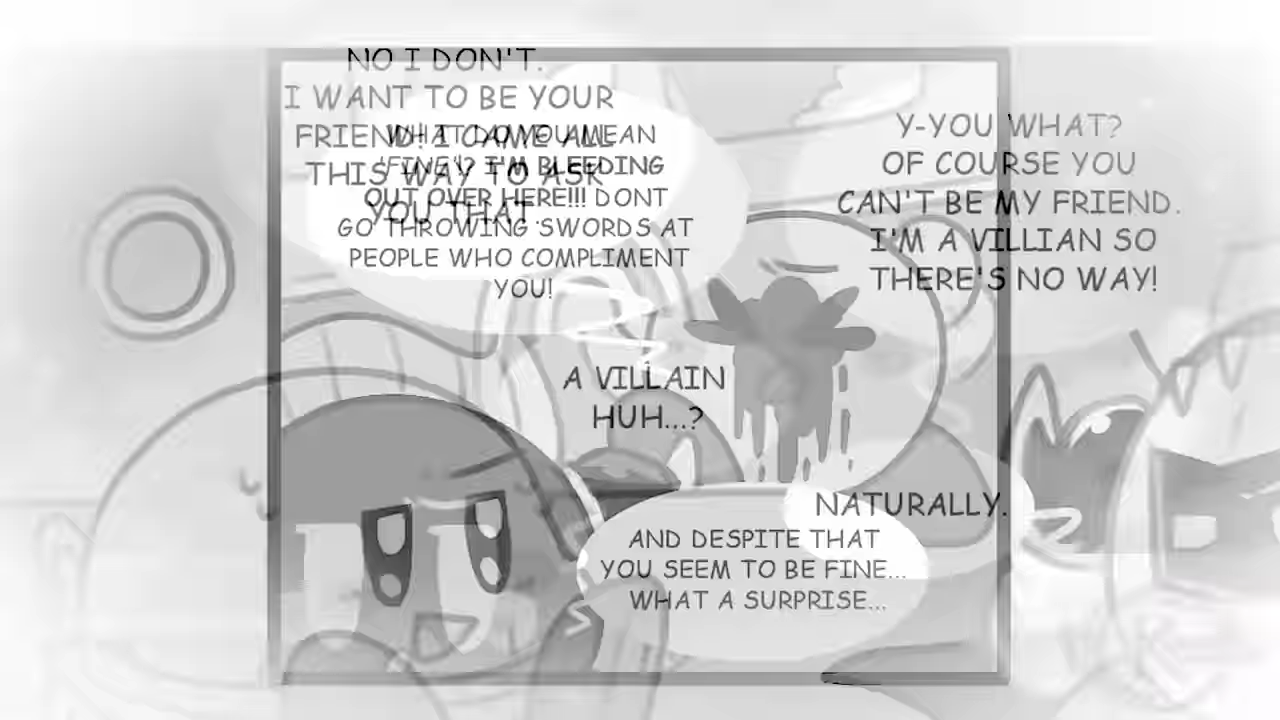 NO I DON'T.
I WANT TO BE YOUR
FRIEND! I CAME ALL
THIS WAY TO ASK
YOU THAT.
WHAT DO YOU MEAN
'FINE'? I'M BLEEDING
OUT OVER HERE!!! DONT
GO THROWING SWORDS AT
PEOPLE WHO COMPLIMENT
YOU!
Y-YOU WHAT?
OF COURSE YOU
CAN'T BE MY FRIEND.
I'M A VILLIAN SO
THERE'S NO WAY!
A VILLAIN
HUH...?
NATURALLY.
AND DESPITE THAT
YOU SEEM TO BE FINE...
WHAT A SURPRISE...